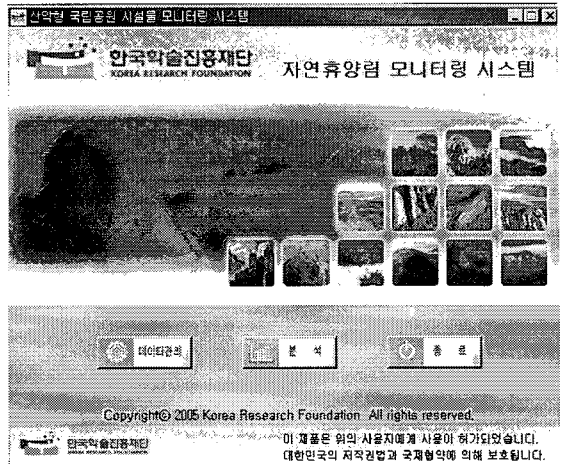 산악형 국립공원 시설물 모니터링 시스템
한국학술진흥재단
KOREA RESEARCH FOUNDATION
자연휴양림 모니터링 시스템
데이타관리
분 석
종 료
Copyright© 2005 Korea Research Foundation All rights reserved.
한국학술진흥재단
이 제품은 위의 사용자에게 사용이 허가되었습니다.
대한민국의 저작권법과 국제협약에 의해 보호됩니다.